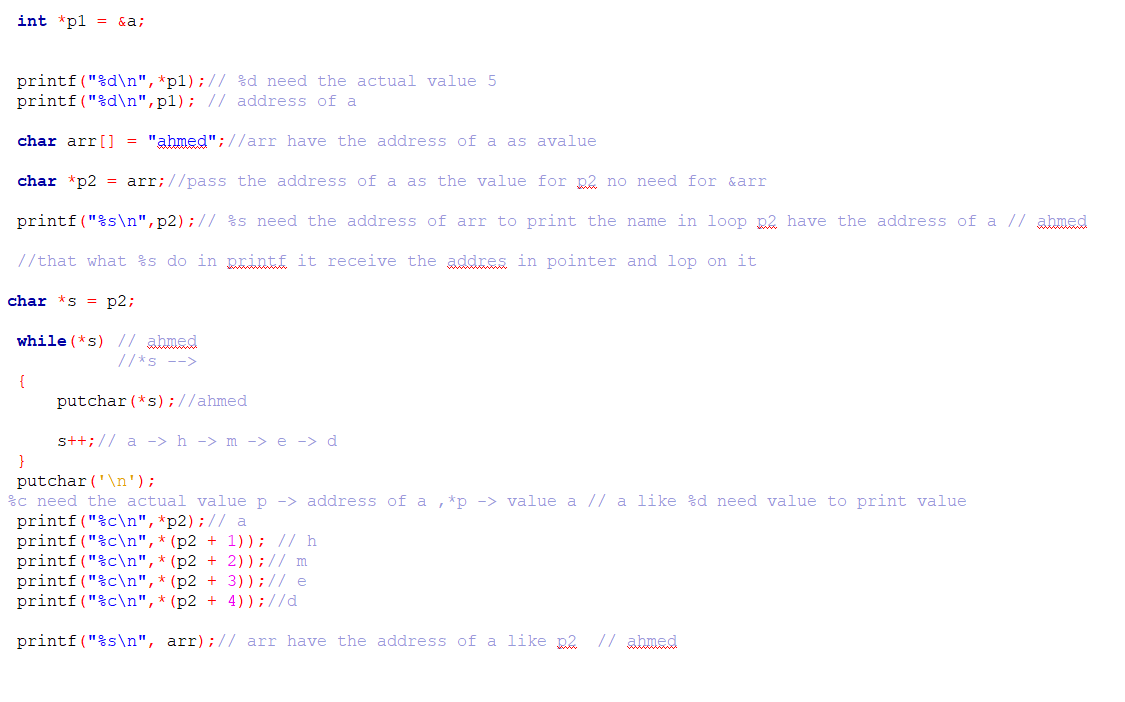 int *p1 = &a;
printf("%d\n",*p1);// %d need the actual value 5
printf("%d\n",p1); // address of a
char arr[] = "ahmed";//arr have the address of a as avalue
char *p2 = arr;//pass the address of a as the value for p2 no need for &arr
printf("%s\n",p2);// %s need the address of arr to print the name in loop p2 have the address of a // ahmed
//that what %s do in printf it receive the addres in pointer and lop on it
char *s = p2;
while(*s) // ahmed
//*s -->
{
putchar(*s);//ahmed
s++;// a -> h -> m -> e -> d
}
putchar('\n');
%c need the actual value p -> address of a ,*p -> value a // a like %d need value to print value
printf("%c\n",*p2);// a
printf("%c\n",*(p2 + 1)); // h
printf("%c\n",*(p2 + 2));// m
printf("%c\n",*(p2 + 3));// e
printf("%c\n",*(p2 + 4));//d
printf("%s\n", arr);// arr have the address of a like p2  // ahmed